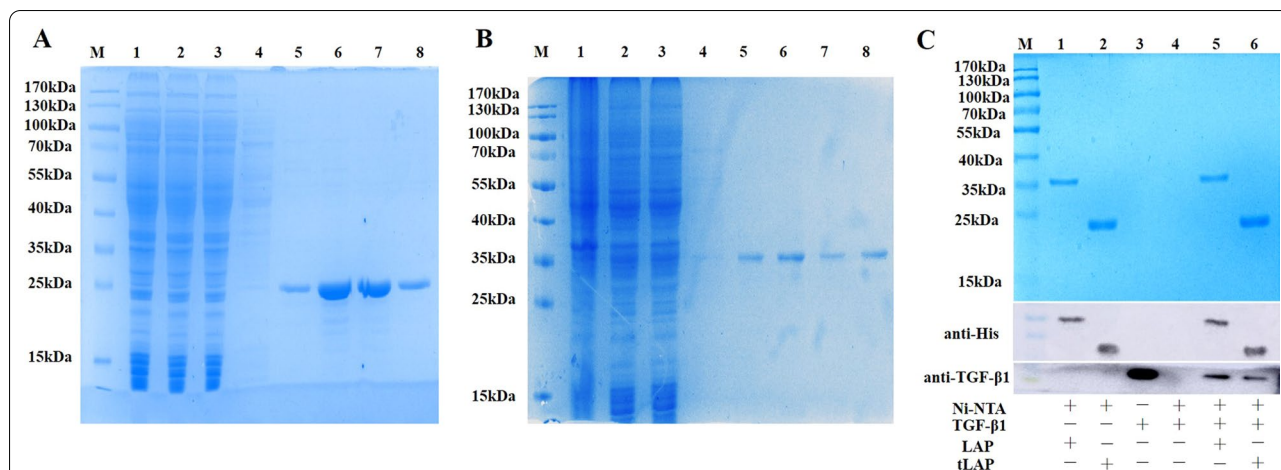 A
M 1 2 3 4 5 6 7 8
170kDa
130kDa
100kDa
70kDa
55kDa
40kDa
35kDa
25kDa
15kDa
B
M 1 2 3 4 5 6 7 8
170kDa
130kDa
100kDa
70kDa
55kDa
40kDa
35kDa
25kDa
15kDa
C
M 1 2 3 4 5 6
170kDa
130kDa
100kDa
70kDa
55kDa
40kDa
35kDa
25kDa
15kDa
anti-His
anti-TGF-β1
Ni-NTA + + − + + +
TGF-β1 − − + + + +
LAP + − − − + −
tLAP − + − − − +